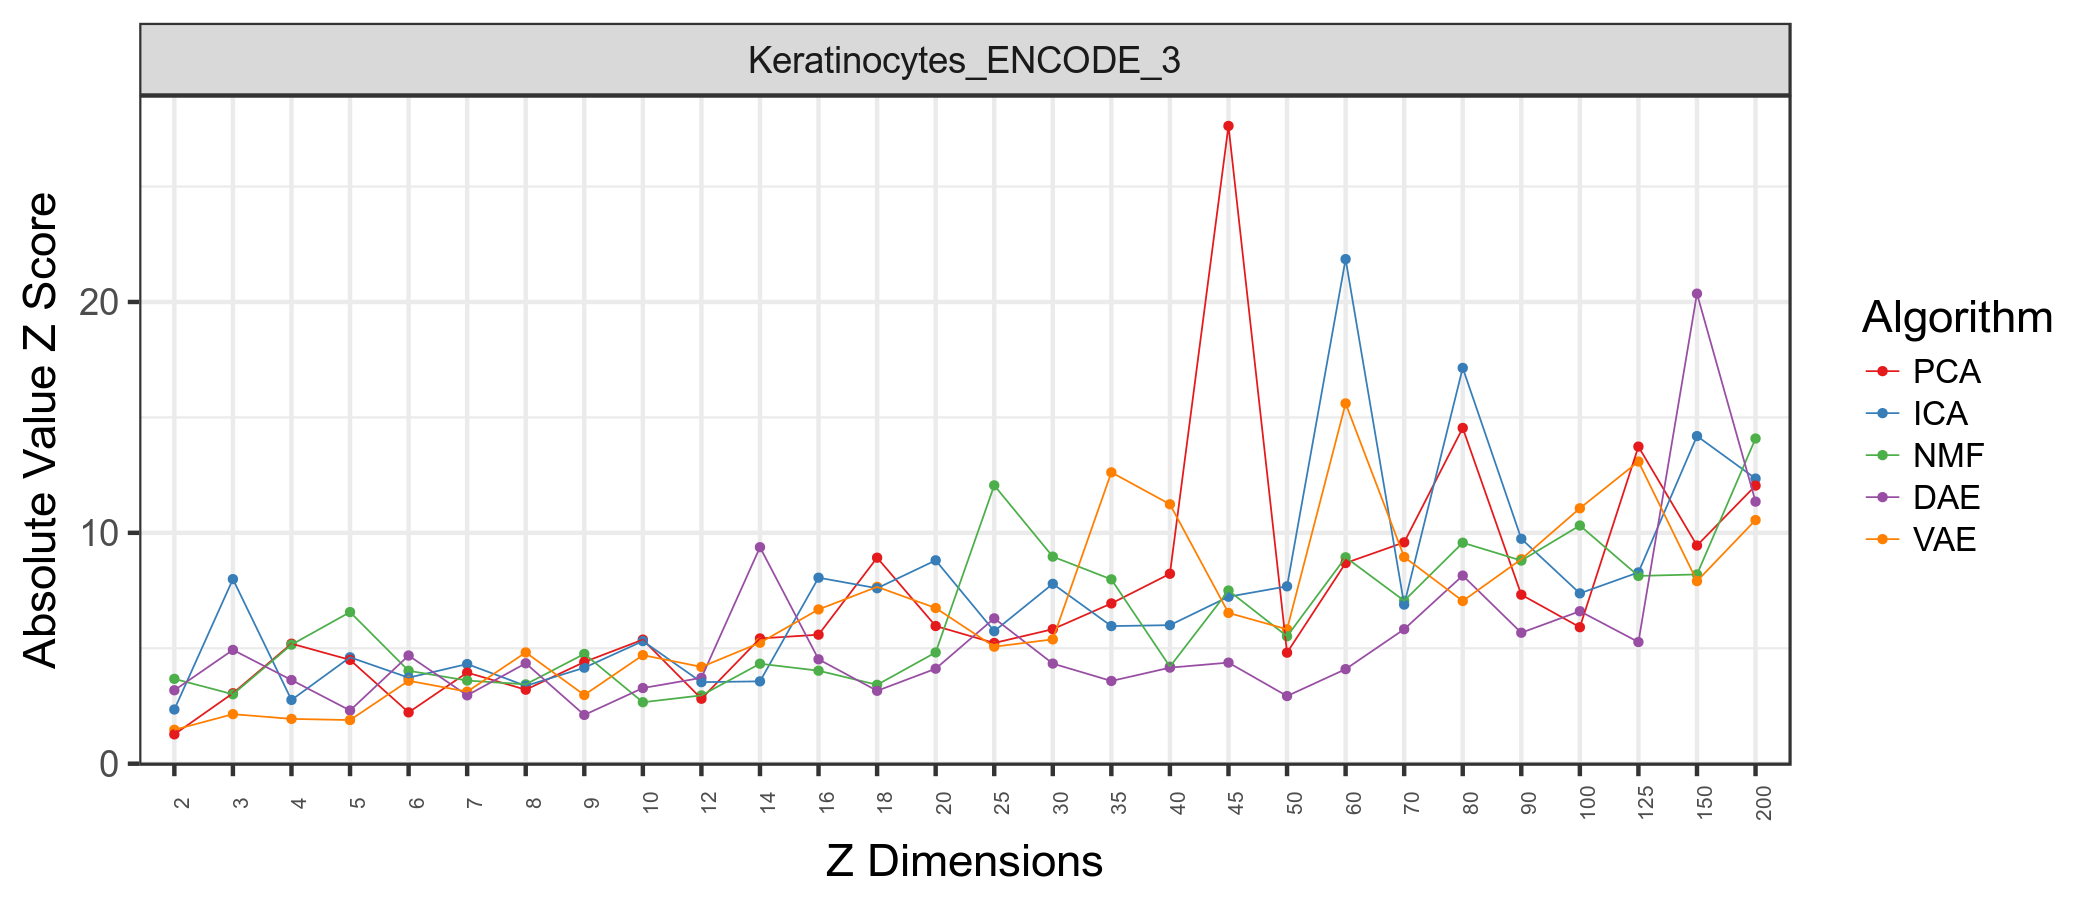 Keratinocytes_ENCODE_3
Absolute Value Z Score
20
10
0
2 3 4 5 6 7 8 9 10 12 14 16 18 20 25 30 35 40 45 50 60 70 80 90 100 125 150 200
Z Dimensions
Algorithm
PCA
ICA
NMF
DAE
VAE